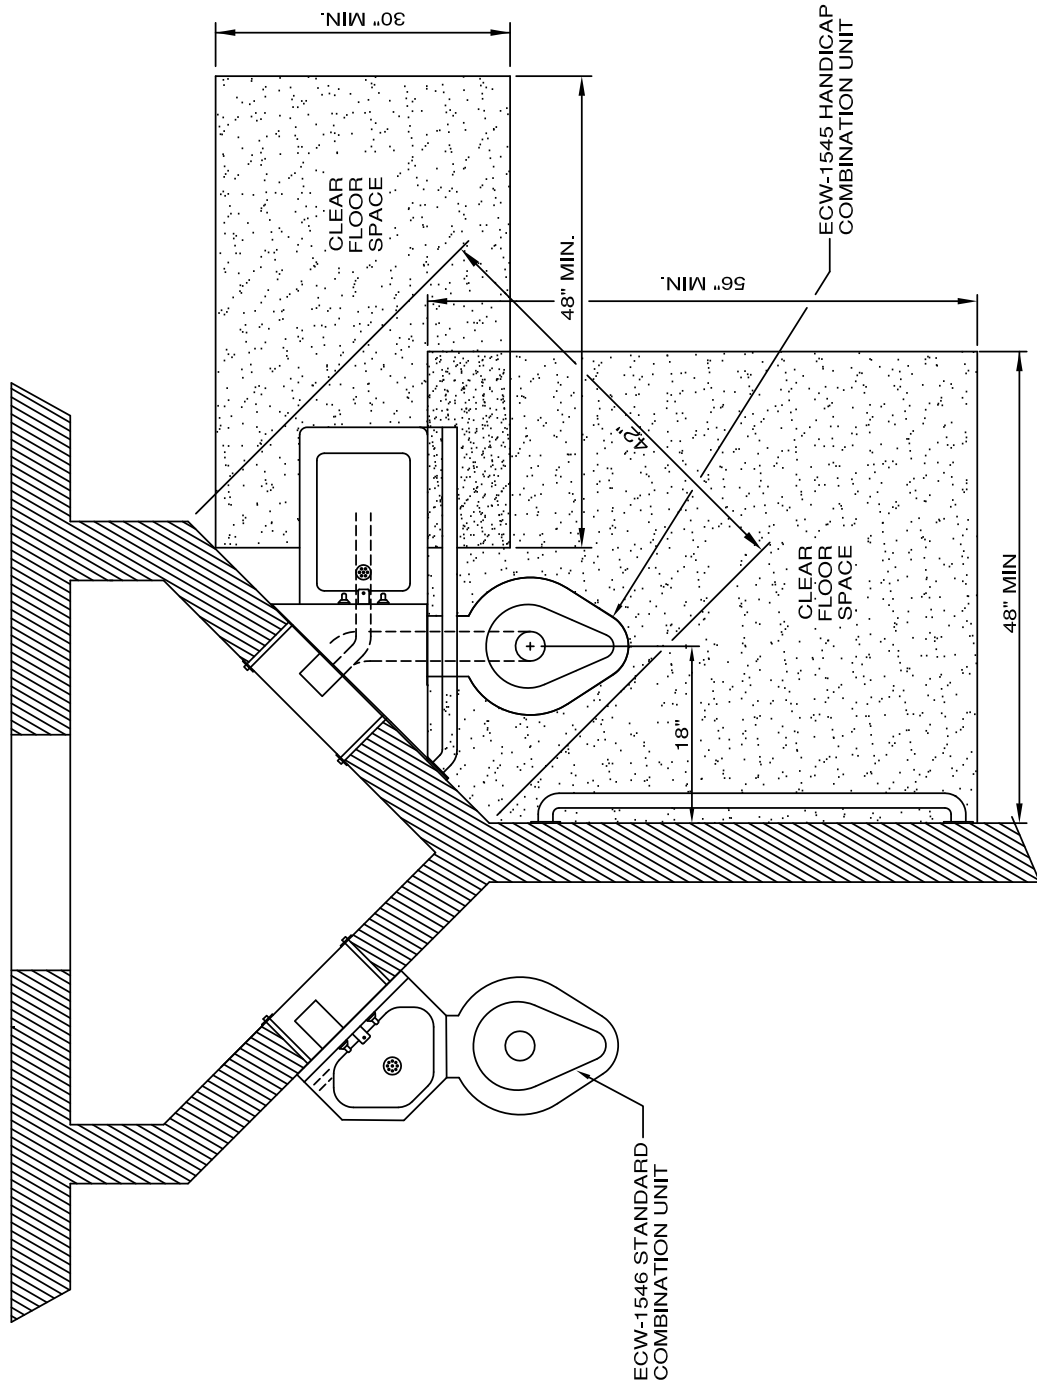 30" MIN.
CLEAR
FLOOR
SPACE
48" MIN.
ECW-1545 HANDICAP
COMBINATION UNIT
56" MIN.
42"
CLEAR
FLOOR
SPACE
48" MIN
18"
ECW-1546 STANDARD
COMBINATION UNIT